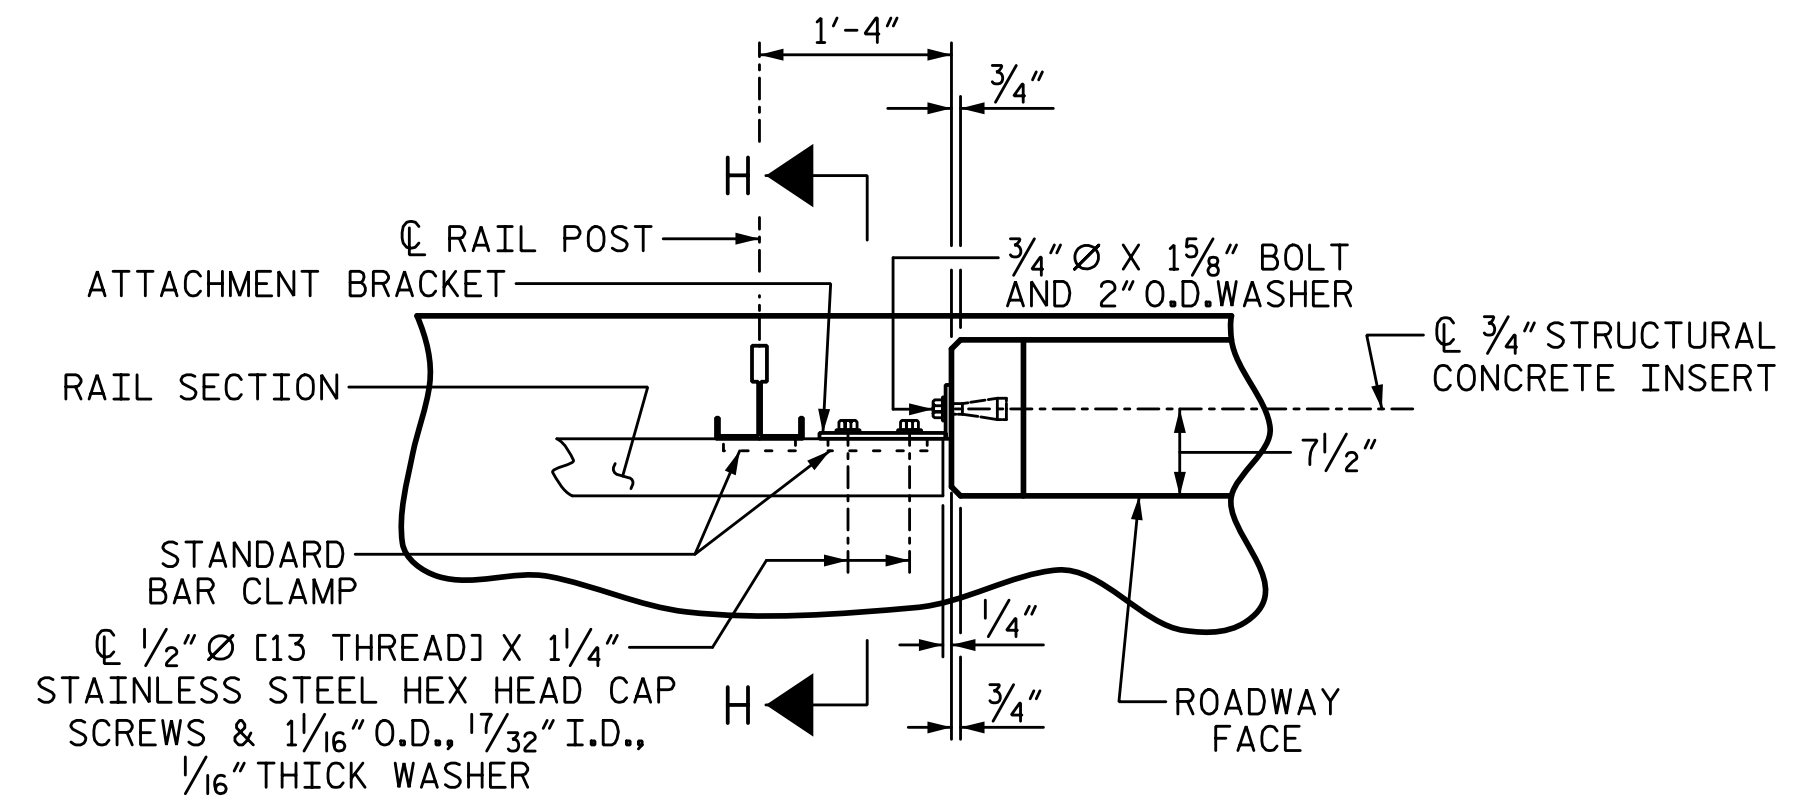 1'-4"
3/4"
H
℄ RAIL POST
ATTACHMENT BRACKET
3/4" Ø X 1 5/8" BOLT
AND 2" O.D. WASHER
℄ 3/4" STRUCTURAL
CONCRETE INSERT
RAIL SECTION
7 1/2"
STANDARD
BAR CLAMP
℄ 1/2" Ø [13 THREAD] X 1 1/4"
STAINLESS STEEL HEX HEAD CAP
SCREWS & 1 1/16" O.D., 17/32" I.D.,
1/16" THICK WASHER
1/4"
H
3/4"
ROADWAY
FACE